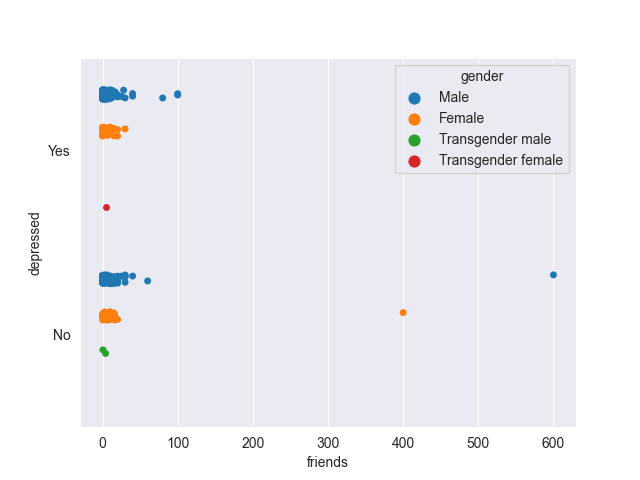 gender
Male
Female
Transgender male
Transgender female
Yes
No
depressed
0 100 200 300 400 500 600
friends